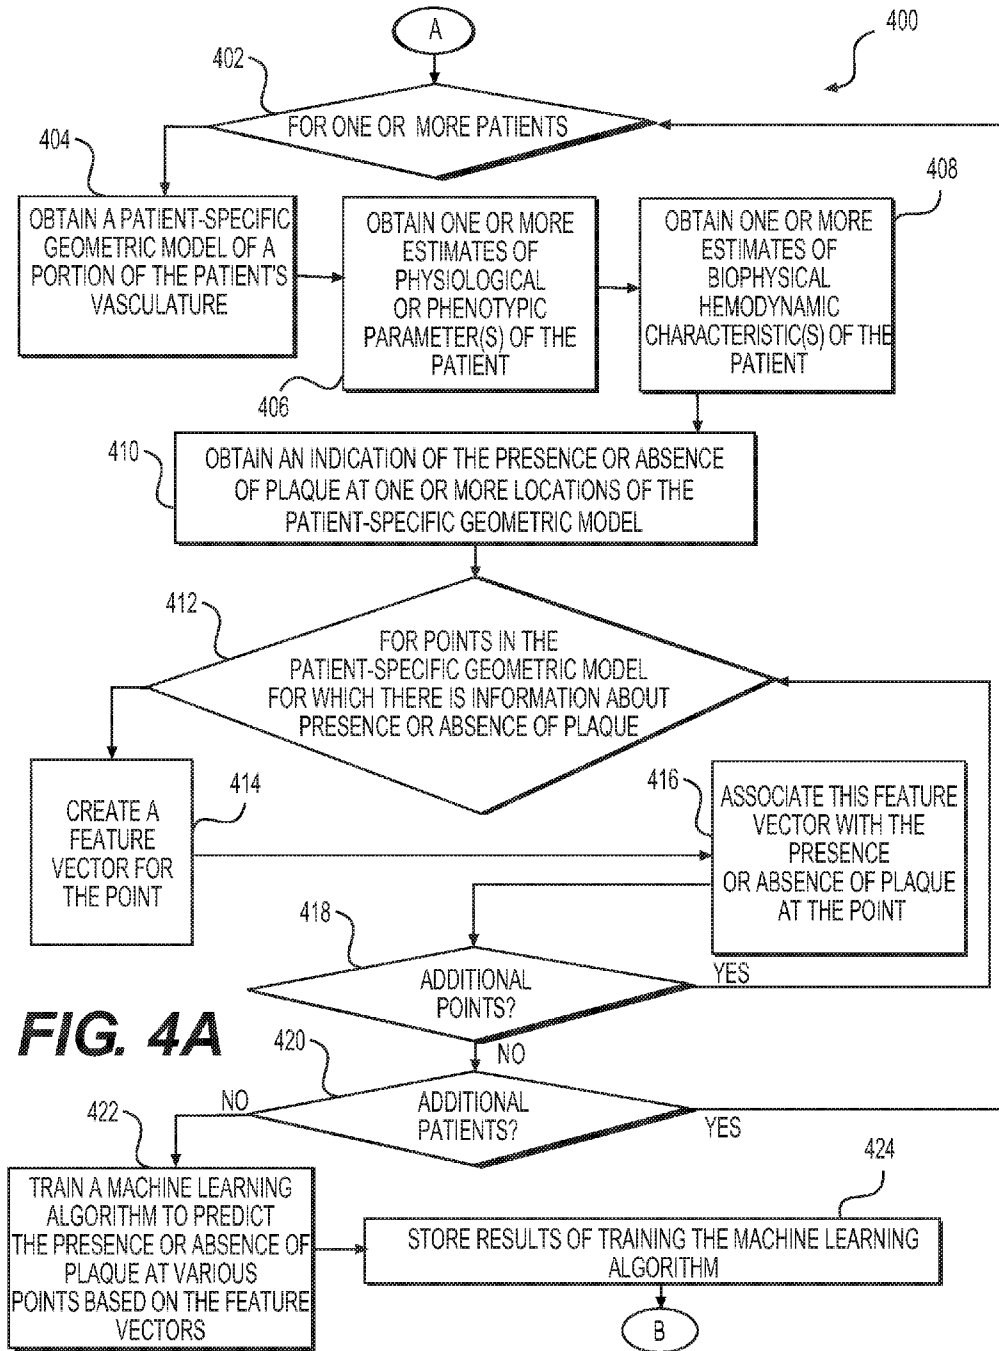 A
400
402
FOR ONE OR MORE PATIENTS
404
OBTAIN A PATIENT-SPECIFIC
GEOMETRIC MODEL OF A
PORTION OF THE PATIENT'S
VASCULATURE
OBTAIN ONE OR MORE
ESTIMATES OF
PHYSIOLOGICAL
OR PHENOTYPIC
PARAMETER(S) OF THE
PATIENT
406
408
OBTAIN ONE OR MORE
ESTIMATES OF
BIOPHYSICAL
HEMODYNAMIC
CHARACTERISTIC(S) OF THE
PATIENT
410
OBTAIN AN INDICATION OF THE PRESENCE OR ABSENCE
OF PLAQUE AT ONE OR MORE LOCATIONS OF THE
PATIENT-SPECIFIC GEOMETRIC MODEL
412
FOR POINTS IN THE
PATIENT-SPECIFIC GEOMETRIC MODEL
FOR WHICH THERE IS INFORMATION ABOUT
PRESENCE OR ABSENCE OF PLAQUE
414
CREATE A
FEATURE
VECTOR FOR
THE POINT
416
ASSOCIATE THIS FEATURE
VECTOR WITH THE
PRESENCE
OR ABSENCE OF PLAQUE
AT THE POINT
418
ADDITIONAL
POINTS?
YES
NO
FIG. 4A
420
ADDITIONAL
PATIENTS?
NO
YES
422
TRAIN A MACHINE LEARNING
ALGORITHM TO PREDICT
THE PRESENCE OR ABSENCE OF
PLAQUE AT VARIOUS
POINTS BASED ON THE FEATURE
VECTORS
424
STORE RESULTS OF TRAINING THE MACHINE LEARNING
ALGORITHM
B